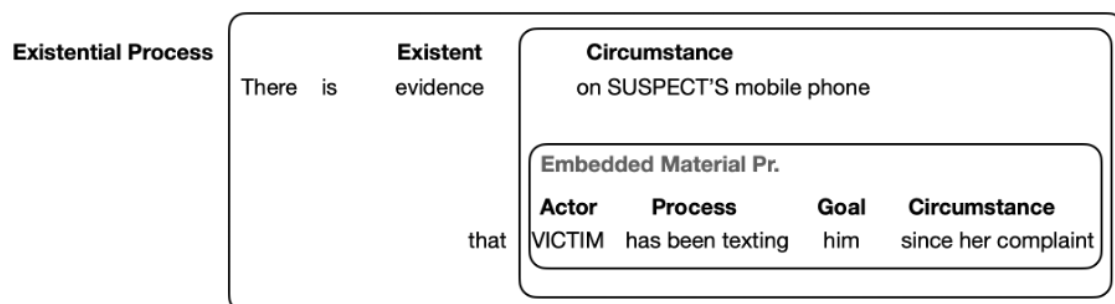 Existential Process Existent Circumstance
There is evidence on SUSPECT'S mobile phone
Embedded Material Pr.
Actor Process Goal Circumstance
that VICTIM has been texting him since her complaint